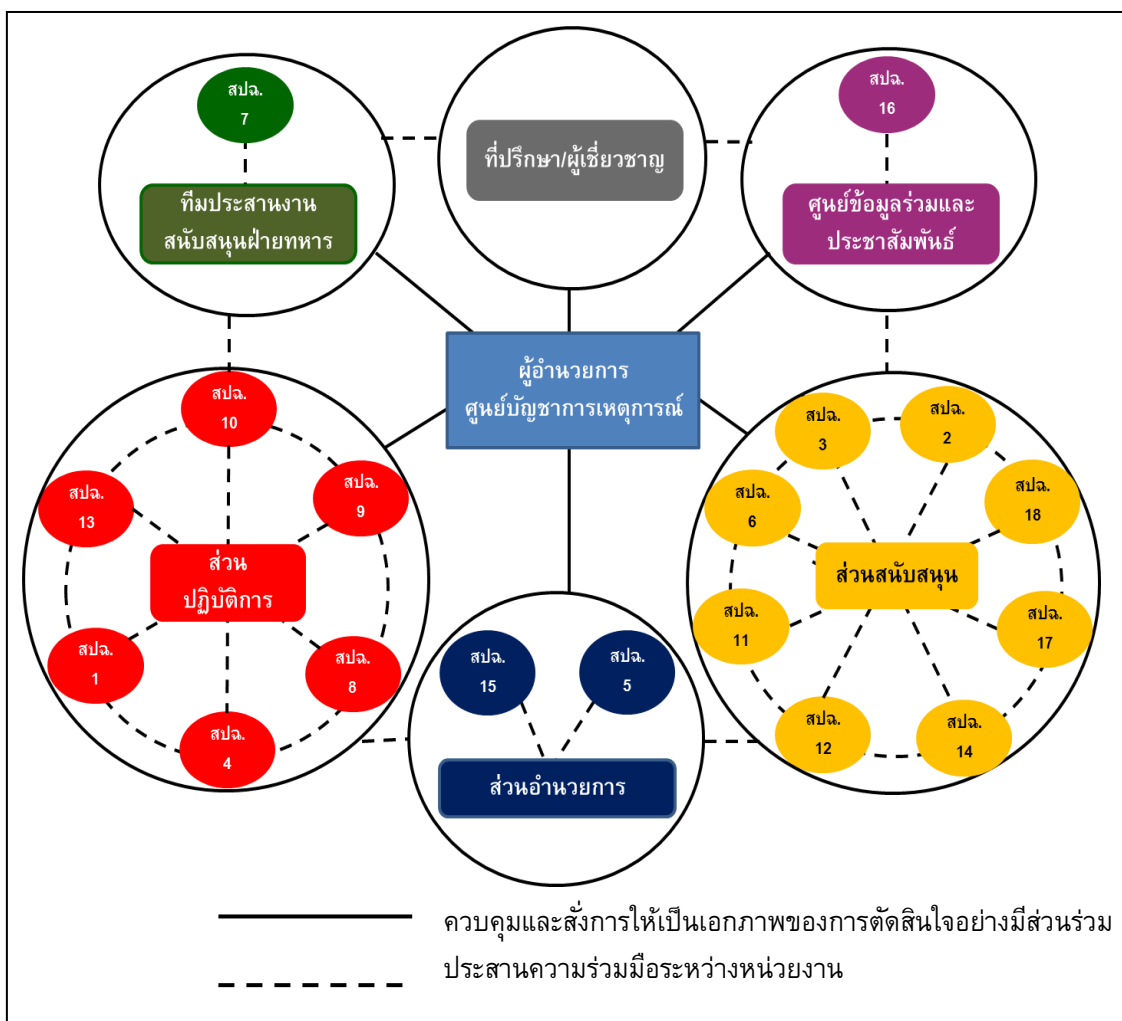 สปฉ.
7
ทีมประสานงาน
สนับสนุนฝ่ายทหาร
ที่ปรึกษา/ผู้เชี่ยวชาญ
สปฉ.
16
ศูนย์ข้อมูลร่วมและ
ประชาสัมพันธ์
ผู้อำนวยการ
ศูนย์บัญชาการเหตุการณ์
สปฉ.
10
สปฉ.
13
สปฉ.
9
ส่วน
ปฏิบัติการ
สปฉ.
1
สปฉ.
8
สปฉ.
4
สปฉ.
3
สปฉ.
2
สปฉ.
6
สปฉ.
18
ส่วนสนับสนุน
สปฉ.
11
สปฉ.
17
สปฉ.
12
สปฉ.
14
สปฉ.
15
สปฉ.
5
ส่วนอำนวยการ
ควบคุมและสั่งการให้เป็นเอกภาพของการตัดสินใจอย่างมีส่วนร่วม
ประสานความร่วมมือระหว่างหน่วยงาน